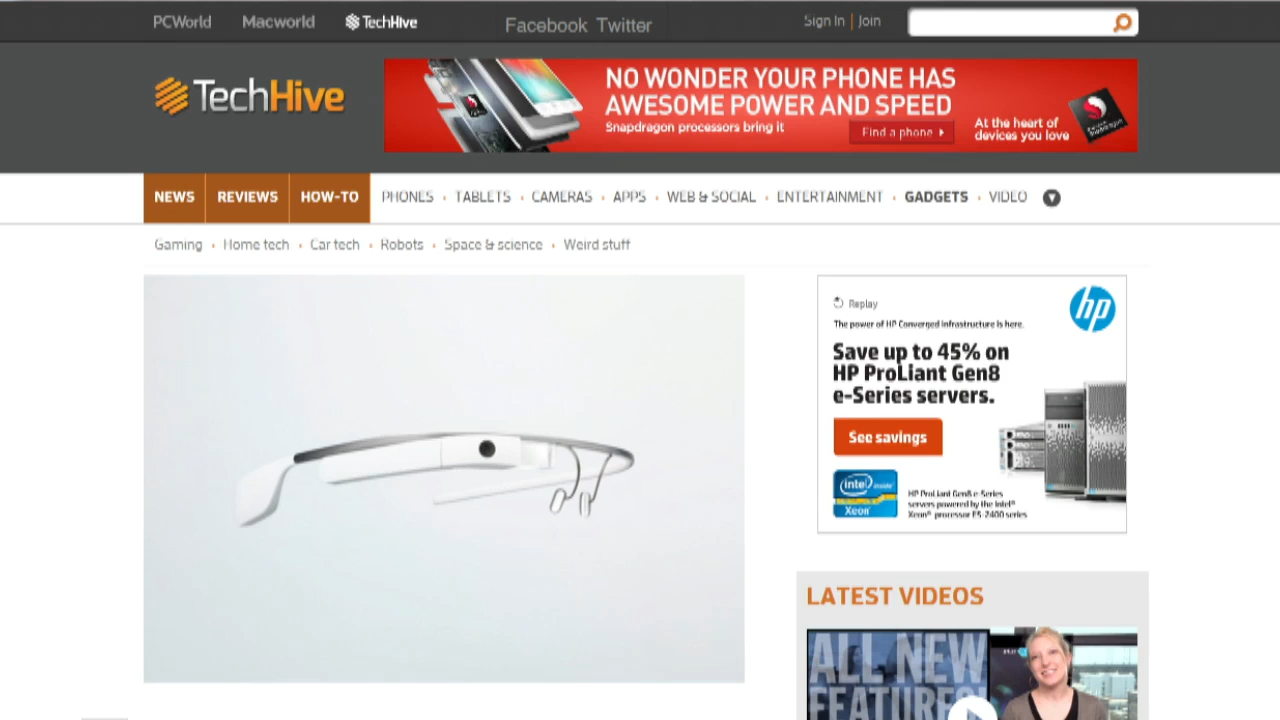 PCWorld Macworld TechHive Facebook Twitter Sign In | Join
TechHive
NO WONDER YOUR PHONE HAS
AWESOME POWER AND SPEED
Snapdragon processors bring it
Find a phone
At the heart of
devices you love
NEWS REVIEWS HOW-TO PHONES TABLETS CAMERAS APPS WEB & SOCIAL ENTERTAINMENT GADGETS VIDEO
Gaming Home tech Car tech Robots Space & science Weird stuff
Replay
hp
The power of HP Converged Infrastructure is here.
Save up to 45% on
HP ProLiant Gen8
e-Series servers.
See savings
intel inside
Xeon
HP ProLiant Gen8 e-Series
servers powered by the Intel®
Xeon® processor E5-2400 series
LATEST VIDEOS
ALL NEW
FEATURES!